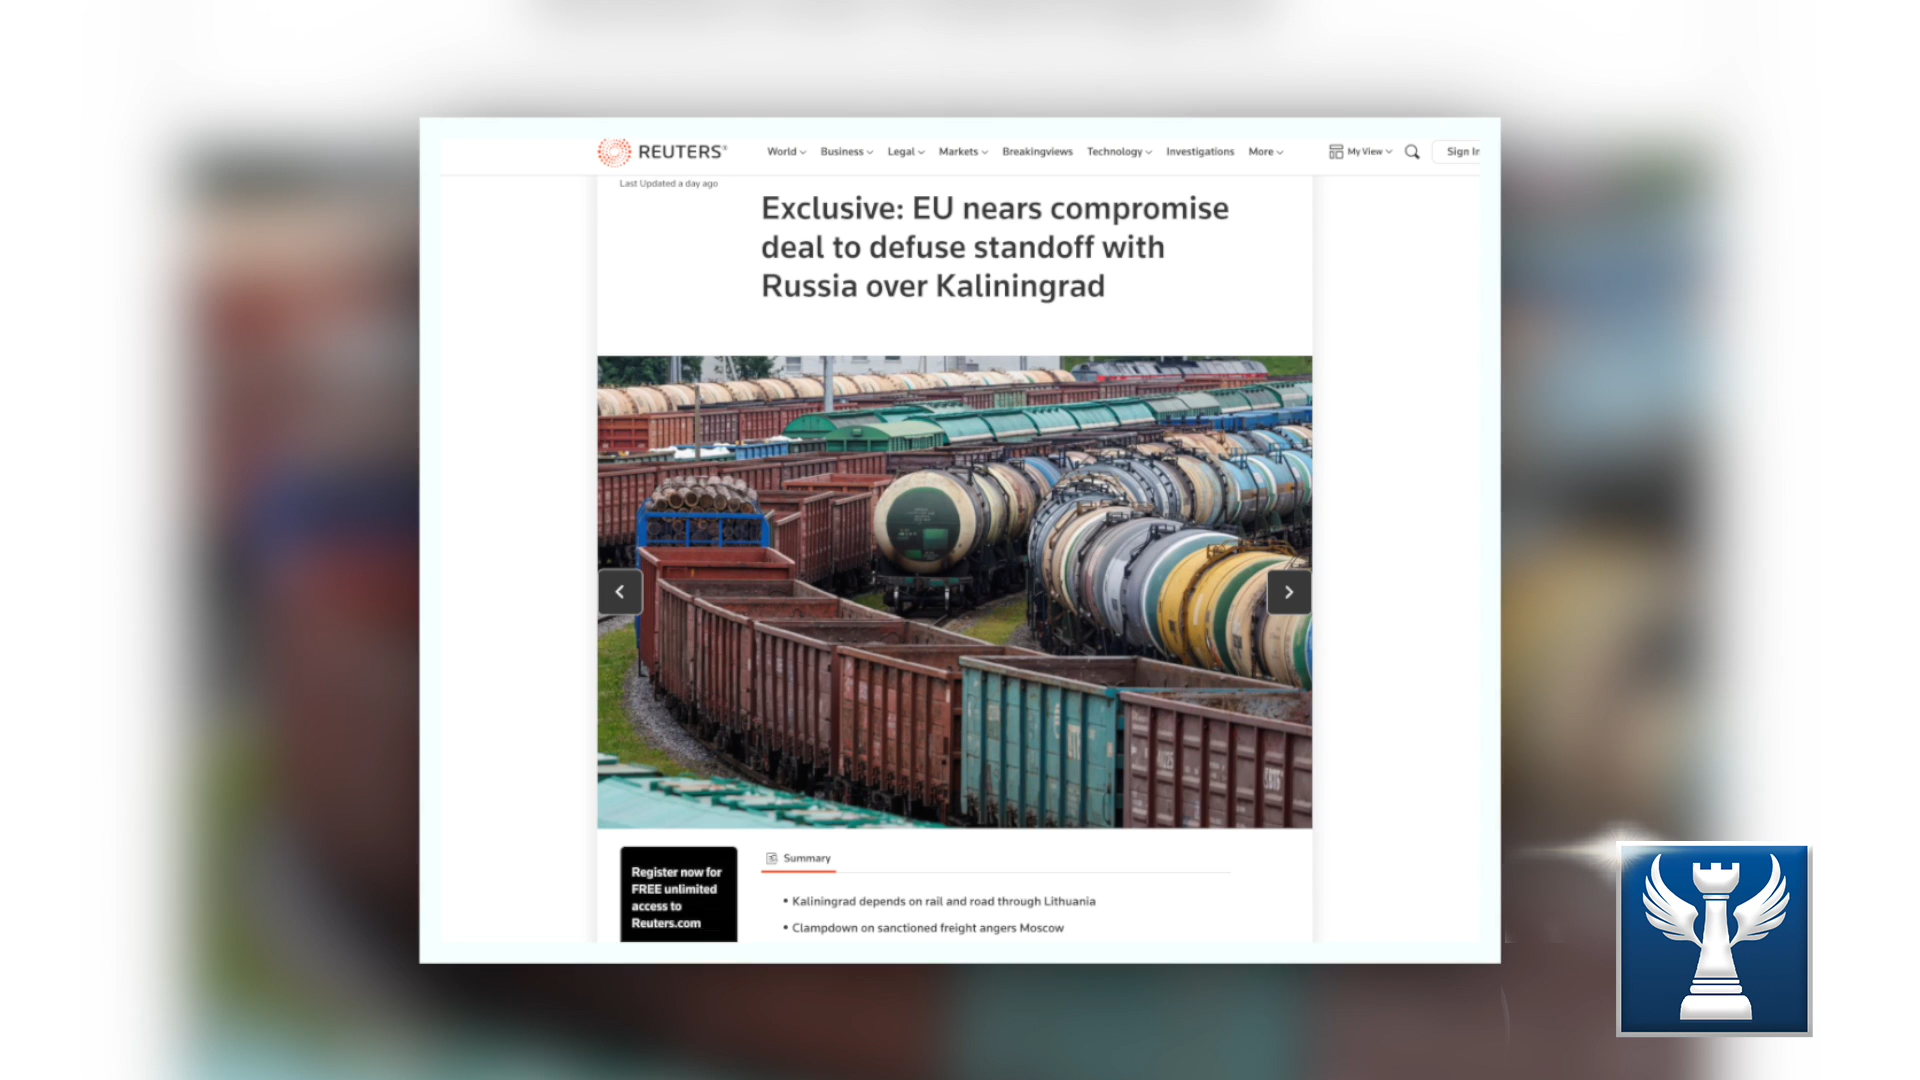 REUTERS®
World
Business
Legal
Markets
Breakingviews
Technology
Investigations
More
My View
Sign In
Last Updated a day ago
Exclusive: EU nears compromise
deal to defuse standoff with
Russia over Kaliningrad
Register now for
FREE unlimited
access to
Reuters.com
Summary
• Kaliningrad depends on rail and road through Lithuania
• Clampdown on sanctioned freight angers Moscow